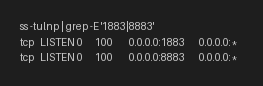 ss -tulnp | grep -E '1883|8883'
tcp LISTEN 0 100 0.0.0.0:1883 0.0.0.0:*
tcp LISTEN 0 100 0.0.0.0:8883 0.0.0.0:*